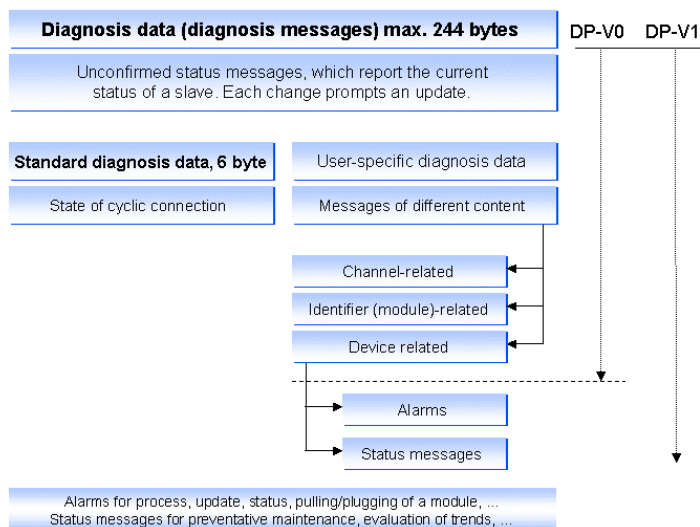 Diagnosis data (diagnosis messages) max. 244 bytes
DP-V0 DP-V1
Unconfirmed status messages, which report the current
status of a slave. Each change prompts an update.
Standard diagnosis data, 6 byte
User-specific diagnosis data
State of cyclic connection
Messages of different content
Channel-related
Identifier (module)-related
Device related
Alarms
Status messages
Alarms for process, update, status, pulling/plugging of a module, ...
Status messages for preventative maintenance, evaluation of trends, ...